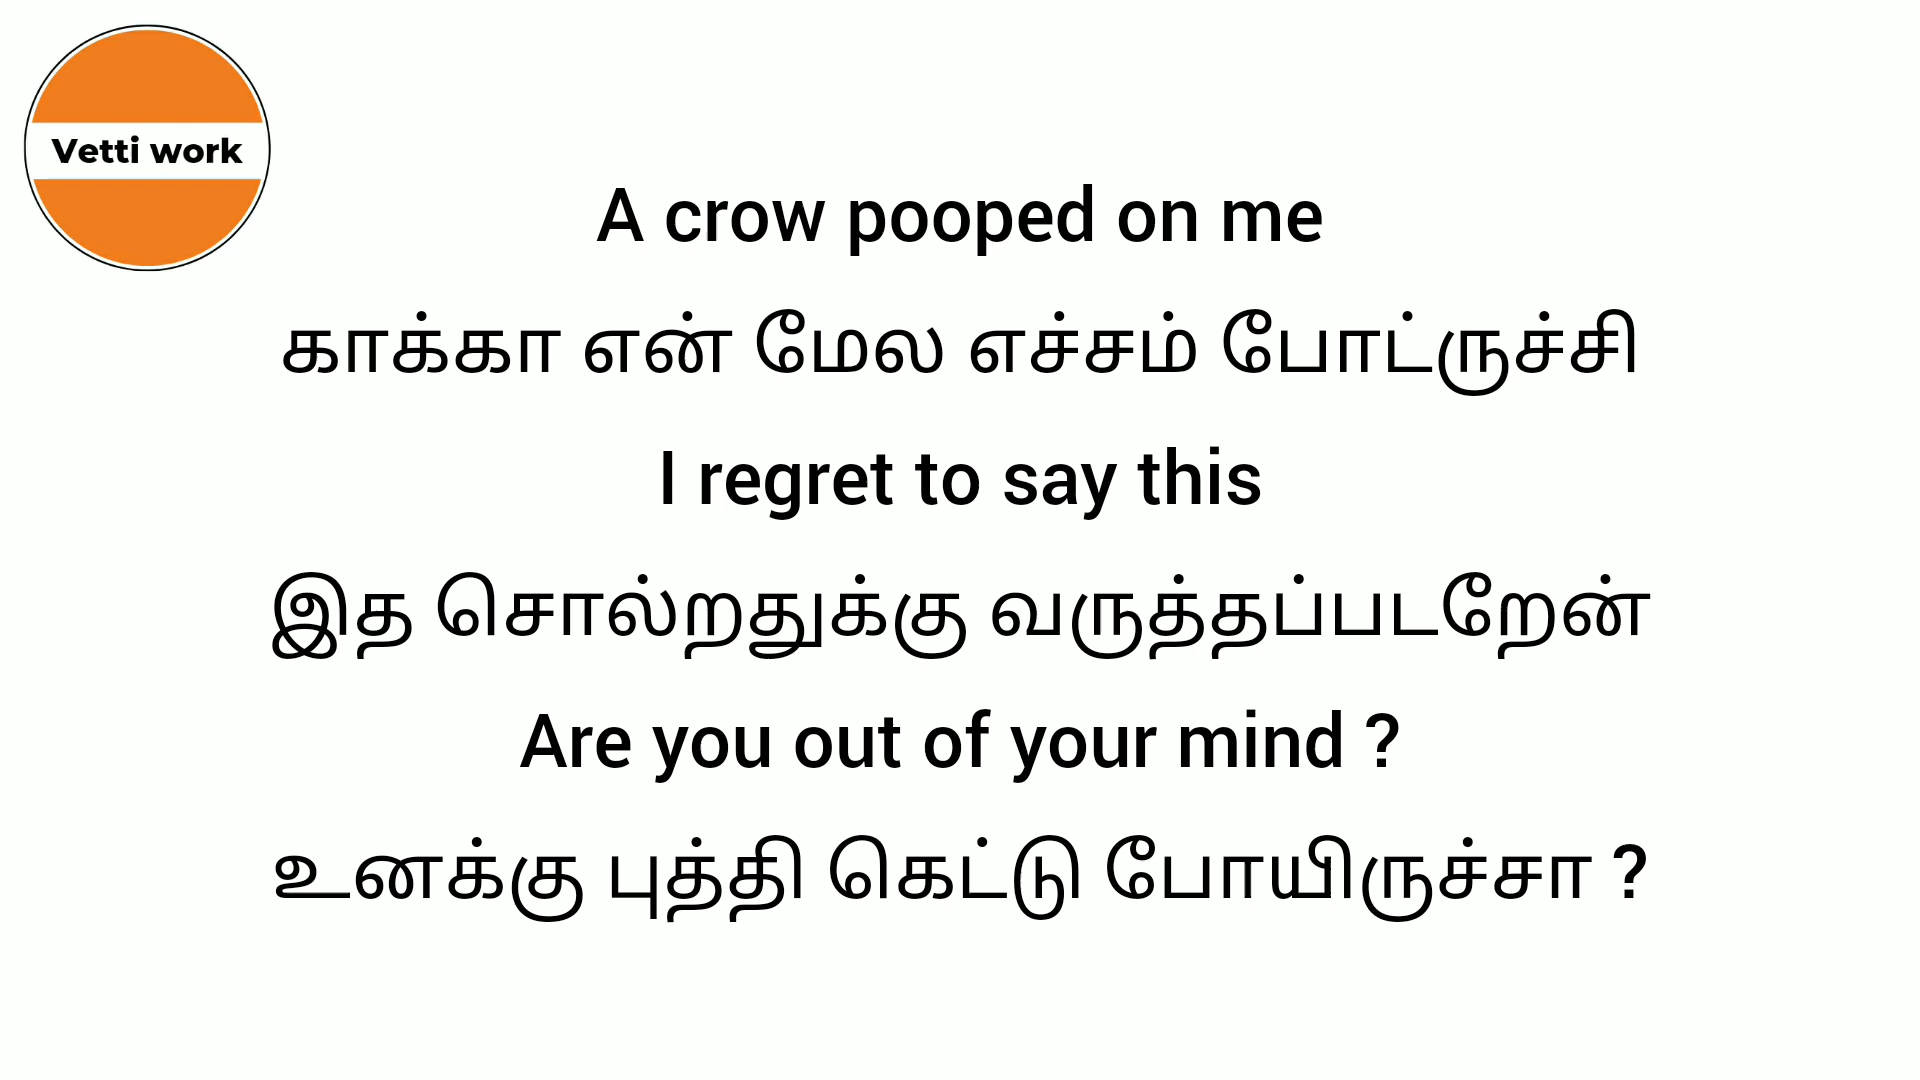 Vetti work
A crow pooped on me
காக்கா என் மேல எச்சம் போட்ருச்சி
I regret to say this
இத சொல்றதுக்கு வருத்தப்படறேன்
Are you out of your mind ?
உனக்கு புத்தி கெட்டு போயிருச்சா ?